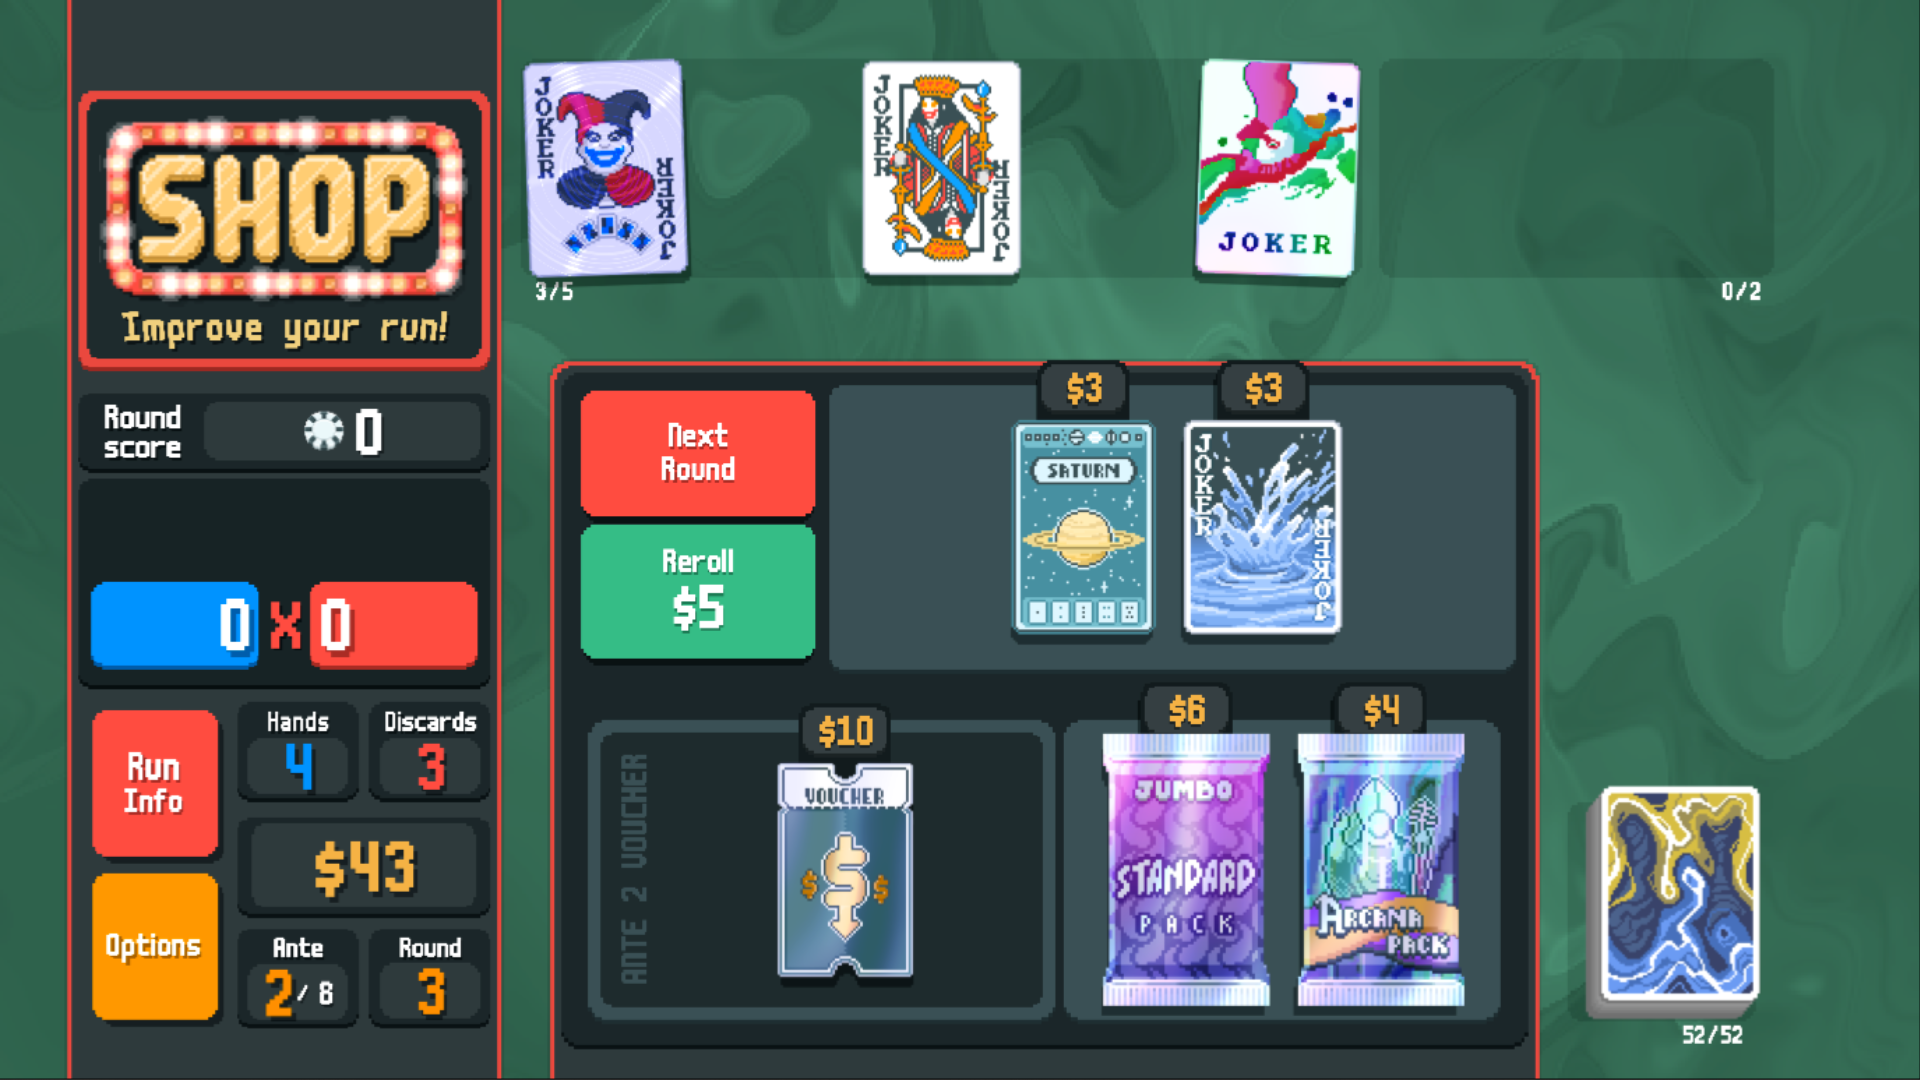 JOKER
JOKER
JOKER
JOKER
JOKER
3/5
0/2
SHOP
Improve your run!
Round
score
0
0 X 0
Run
Info
Hands
4
Discards
3
$43
Options
Ante
2/8
Round
3
Next
Round
Reroll
$5
$3
SATURN
$3
JOKER
JOKER
ANTE 2 VOUCHER
$10
VOUCHER
$ $ $
$6
JUMBO
STANDARD
PACK
$4
ARCANA
PACK
52/52